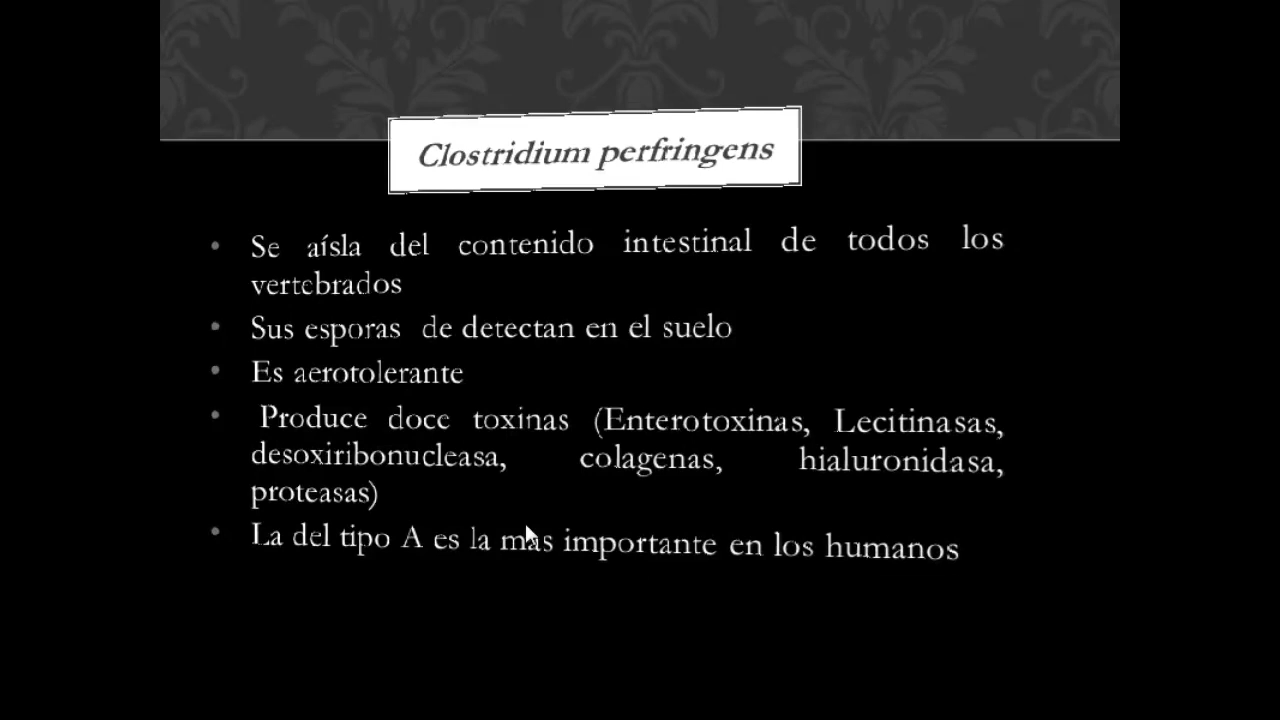 Clostridium perfringens
• Se aísla del contenido intestinal de todos los
vertebrados
• Sus esporas de detectan en el suelo
• Es aerotolerante
• Produce doce toxinas (Enterotoxinas, Lecitinasas,
desoxiribonucleasa, colagenas, hialuronidasa,
proteasas)
• La del tipo A es la mas importante en los humanos